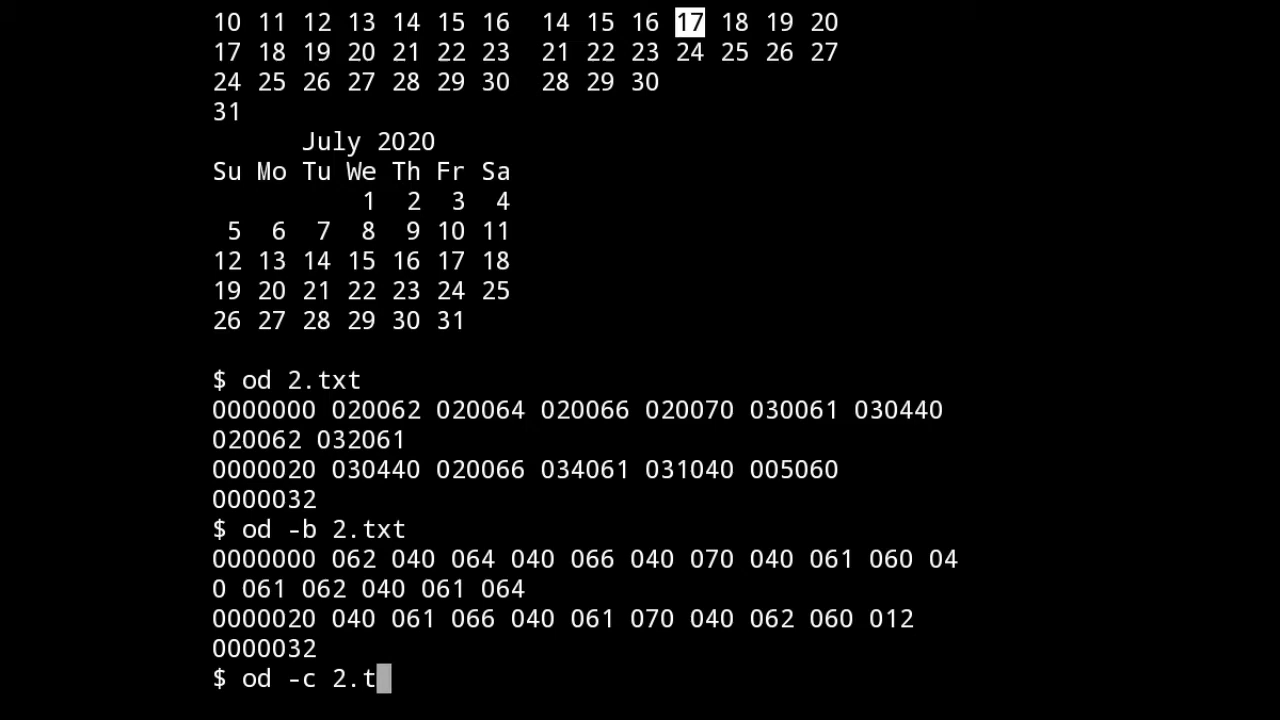 10 11 12 13 14 15 16  14 15 16 17 18 19 20
17 18 19 20 21 22 23  21 22 23 24 25 26 27
24 25 26 27 28 29 30  28 29 30
31
      July 2020
Su Mo Tu We Th Fr Sa
          1  2  3  4
 5  6  7  8  9 10 11
12 13 14 15 16 17 18
19 20 21 22 23 24 25
26 27 28 29 30 31
$ od 2.txt
0000000 020062 020064 020066 020070 030061 030440
020062 032061
0000020 030440 020066 034061 031040 005060
0000032
$ od -b 2.txt
0000000 062 040 064 040 066 040 070 040 061 060 04
0 061 062 040 061 064
0000020 040 061 066 040 061 070 040 062 060 012
0000032
$ od -c 2.t